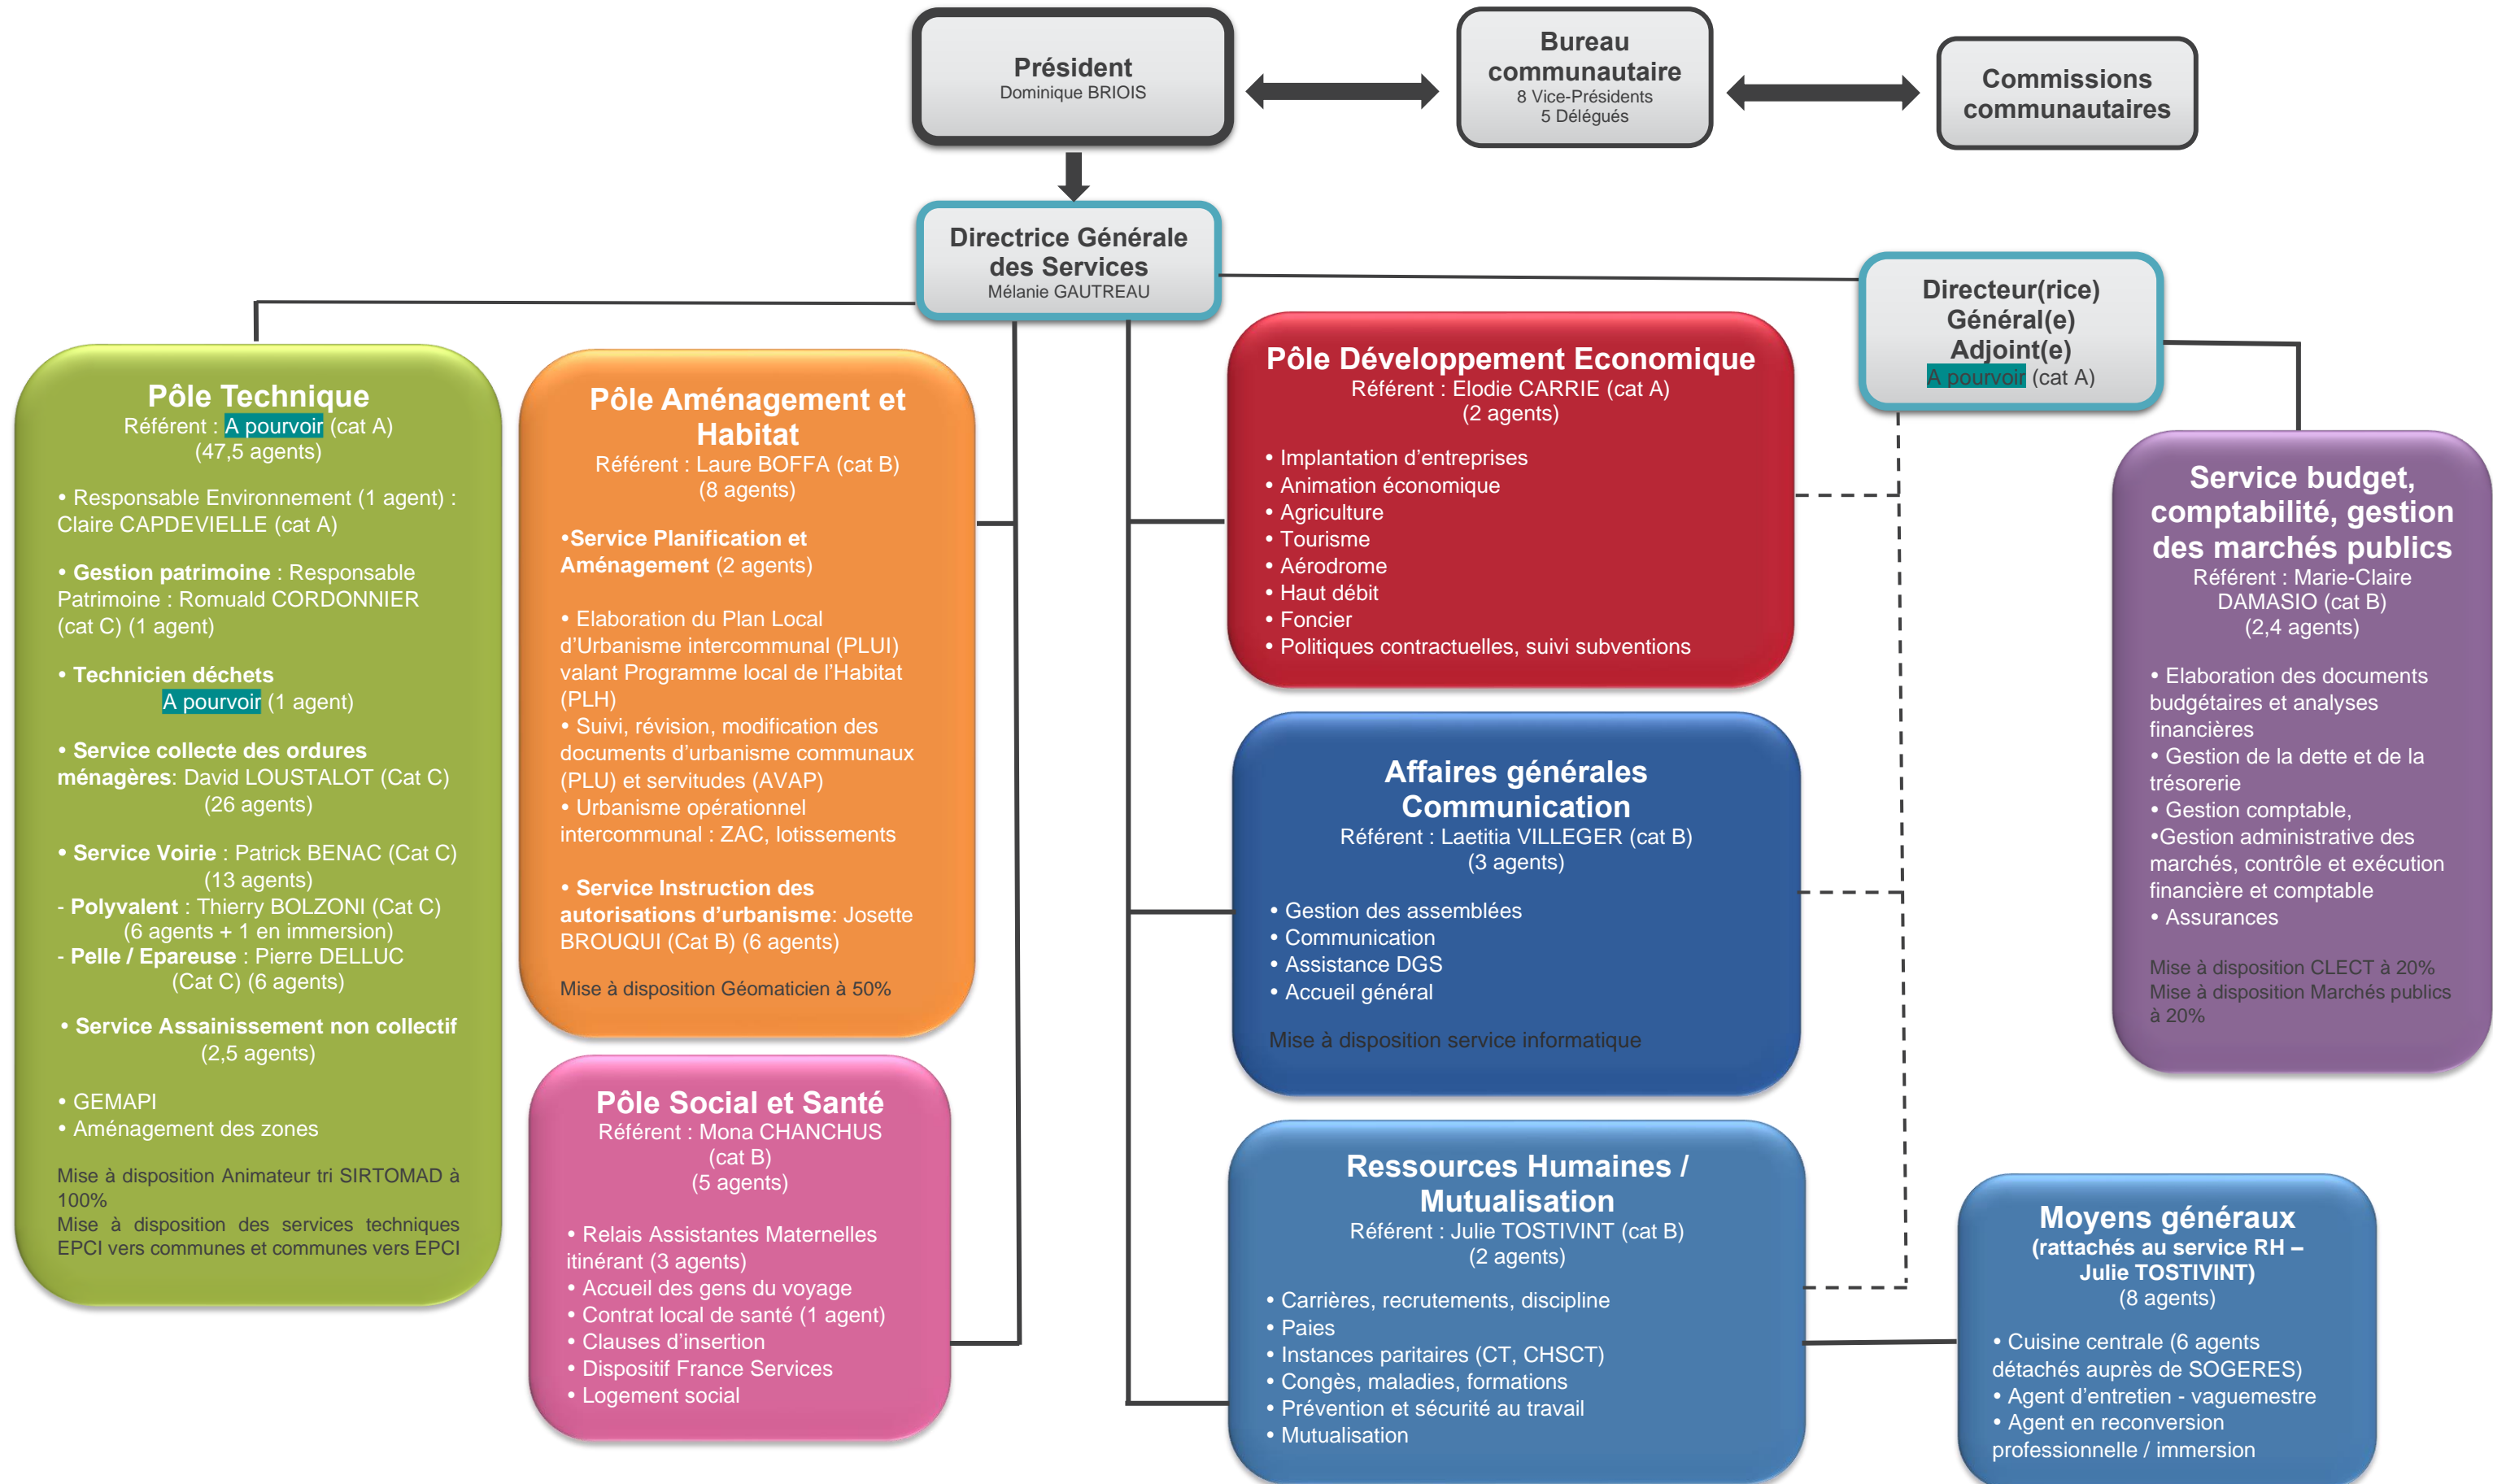 Président
Dominique BRIOIS
Bureau
communautaire
8 Vice-Présidents
5 Délégués
Commissions
communautaires
Directrice Générale
des Services
Mélanie GAUTREAU
Directeur(rice)
Général(e)
Adjoint(e)
A pourvoir (cat A)
Pôle Technique
Référent : A pourvoir (cat A)
(47,5 agents)
• Responsable Environnement (1 agent) :
Claire CAPDEVIELLE (cat A)
• Gestion patrimoine : Responsable
Patrimoine : Romuald CORDONNIER
(cat C) (1 agent)
• Technicien déchets
A pourvoir (1 agent)
• Service collecte des ordures
ménagères: David LOUSTALOT (Cat C)
(26 agents)
• Service Voirie : Patrick BENAC (Cat C)
(13 agents)
- Polyvalent : Thierry BOLZONI (Cat C)
(6 agents + 1 en immersion)
- Pelle / Epareuse : Pierre DELLUC
(Cat C) (6 agents)
• Service Assainissement non collectif
(2,5 agents)
• GEMAPI
• Aménagement des zones
Mise à disposition Animateur tri SIRTOMAD à
100%
Mise à disposition des services techniques
EPCI vers communes et communes vers EPCI
Pôle Aménagement et
Habitat
Référent : Laure BOFFA (cat B)
(8 agents)
•Service Planification et
Aménagement (2 agents)
• Elaboration du Plan Local
d’Urbanisme intercommunal (PLUI)
valant Programme local de l’Habitat
(PLH)
• Suivi, révision, modification des
documents d’urbanisme communaux
(PLU) et servitudes (AVAP)
• Urbanisme opérationnel
intercommunal : ZAC, lotissements
• Service Instruction des
autorisations d’urbanisme: Josette
BROUQUI (Cat B) (6 agents)
Mise à disposition Géomaticien à 50%
Pôle Social et Santé
Référent : Mona CHANCHUS
(cat B)
(5 agents)
• Relais Assistantes Maternelles
itinérant (3 agents)
• Accueil des gens du voyage
• Contrat local de santé (1 agent)
• Clauses d’insertion
• Dispositif France Services
• Logement social
Pôle Développement Economique
Référent : Elodie CARRIE (cat A)
(2 agents)
• Implantation d’entreprises
• Animation économique
• Agriculture
• Tourisme
• Aérodrome
• Haut débit
• Foncier
• Politiques contractuelles, suivi subventions
Affaires générales
Communication
Référent : Laetitia VILLEGER (cat B)
(3 agents)
• Gestion des assemblées
• Communication
• Assistance DGS
• Accueil général
Mise à disposition service informatique
Ressources Humaines /
Mutualisation
Référent : Julie TOSTIVINT (cat B)
(2 agents)
• Carrières, recrutements, discipline
• Paies
• Instances paritaires (CT, CHSCT)
• Congès, maladies, formations
• Prévention et sécurité au travail
• Mutualisation
Service budget,
comptabilité, gestion
des marchés publics
Référent : Marie-Claire
DAMASIO (cat B)
(2,4 agents)
• Elaboration des documents
budgétaires et analyses
financières
• Gestion de la dette et de la
trésorerie
• Gestion comptable,
•Gestion administrative des
marchés, contrôle et exécution
financière et comptable
• Assurances
Mise à disposition CLECT à 20%
Mise à disposition Marchés publics
à 20%
Moyens généraux
(rattachés au service RH –
Julie TOSTIVINT)
(8 agents)
• Cuisine centrale (6 agents
détachés auprès de SOGERES)
• Agent d’entretien - vaguemestre
• Agent en reconversion
professionnelle / immersion